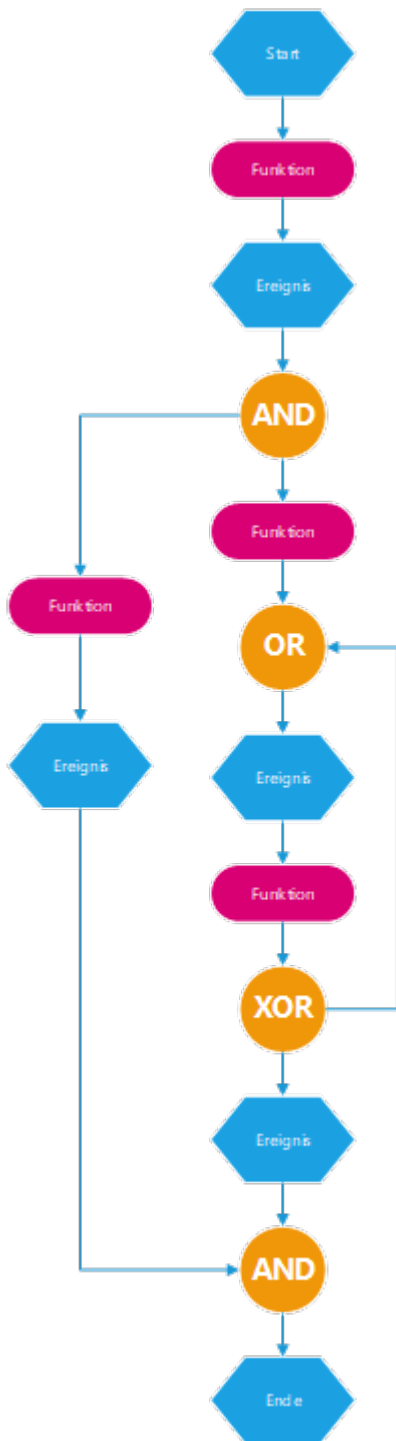 Start
Funktion
Ereignis
AND
Funktion
Funktion
OR
Ereignis
Ereignis
Funktion
XOR
Ereignis
AND
Ende